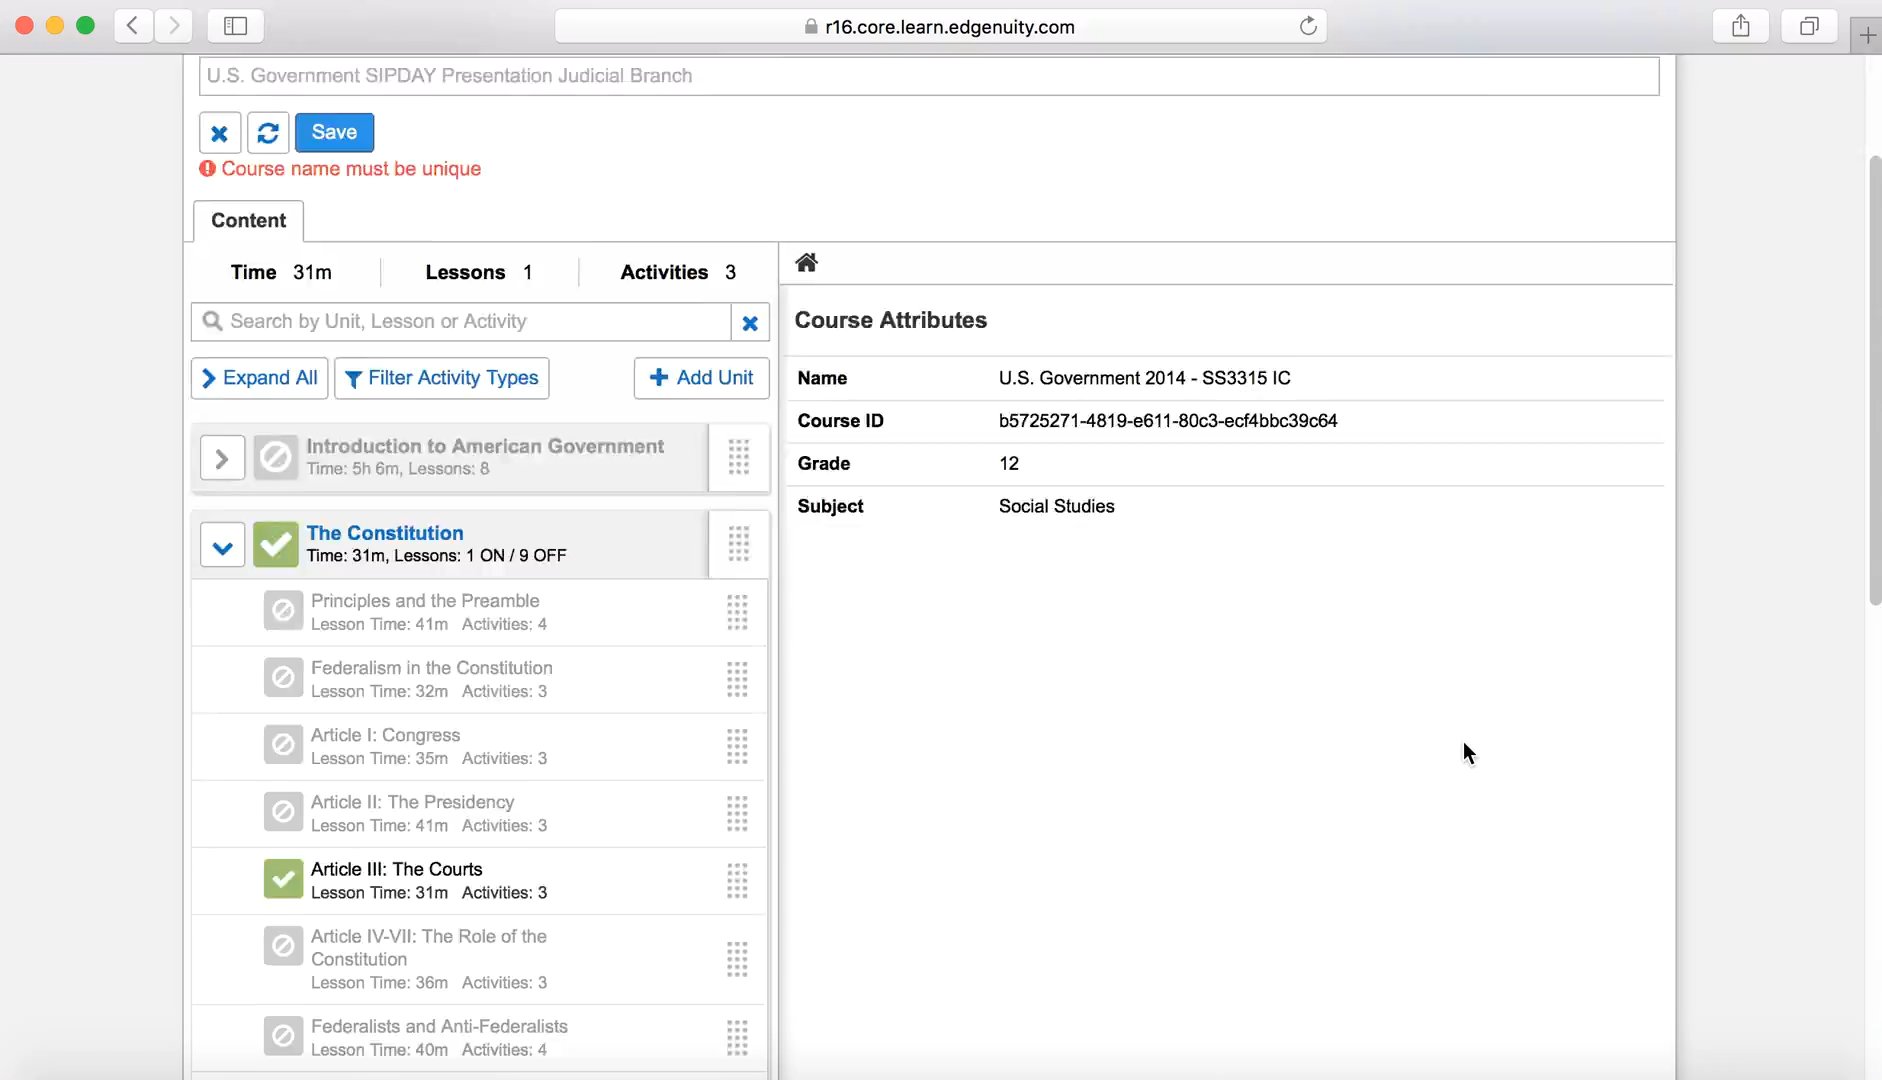 r16.core.learn.edgenuity.com
U.S. Government SIPDAY Presentation Judicial Branch
Save
Course name must be unique
Content
Time 31m Lessons 1 Activities 3
Search by Unit, Lesson or Activity
Expand All Filter Activity Types Add Unit
Introduction to American Government
Time: 5h 6m, Lessons: 8
The Constitution
Time: 31m, Lessons: 1 ON / 9 OFF
Principles and the Preamble
Lesson Time: 41m Activities: 4
Federalism in the Constitution
Lesson Time: 32m Activities: 3
Article I: Congress
Lesson Time: 35m Activities: 3
Article II: The Presidency
Lesson Time: 41m Activities: 3
Article III: The Courts
Lesson Time: 31m Activities: 3
Article IV-VII: The Role of the
Constitution
Lesson Time: 36m Activities: 3
Federalists and Anti-Federalists
Lesson Time: 40m Activities: 4
Course Attributes
Name U.S. Government 2014 - SS3315 IC
Course ID b5725271-4819-e611-80c3-ecf4bbc39c64
Grade 12
Subject Social Studies